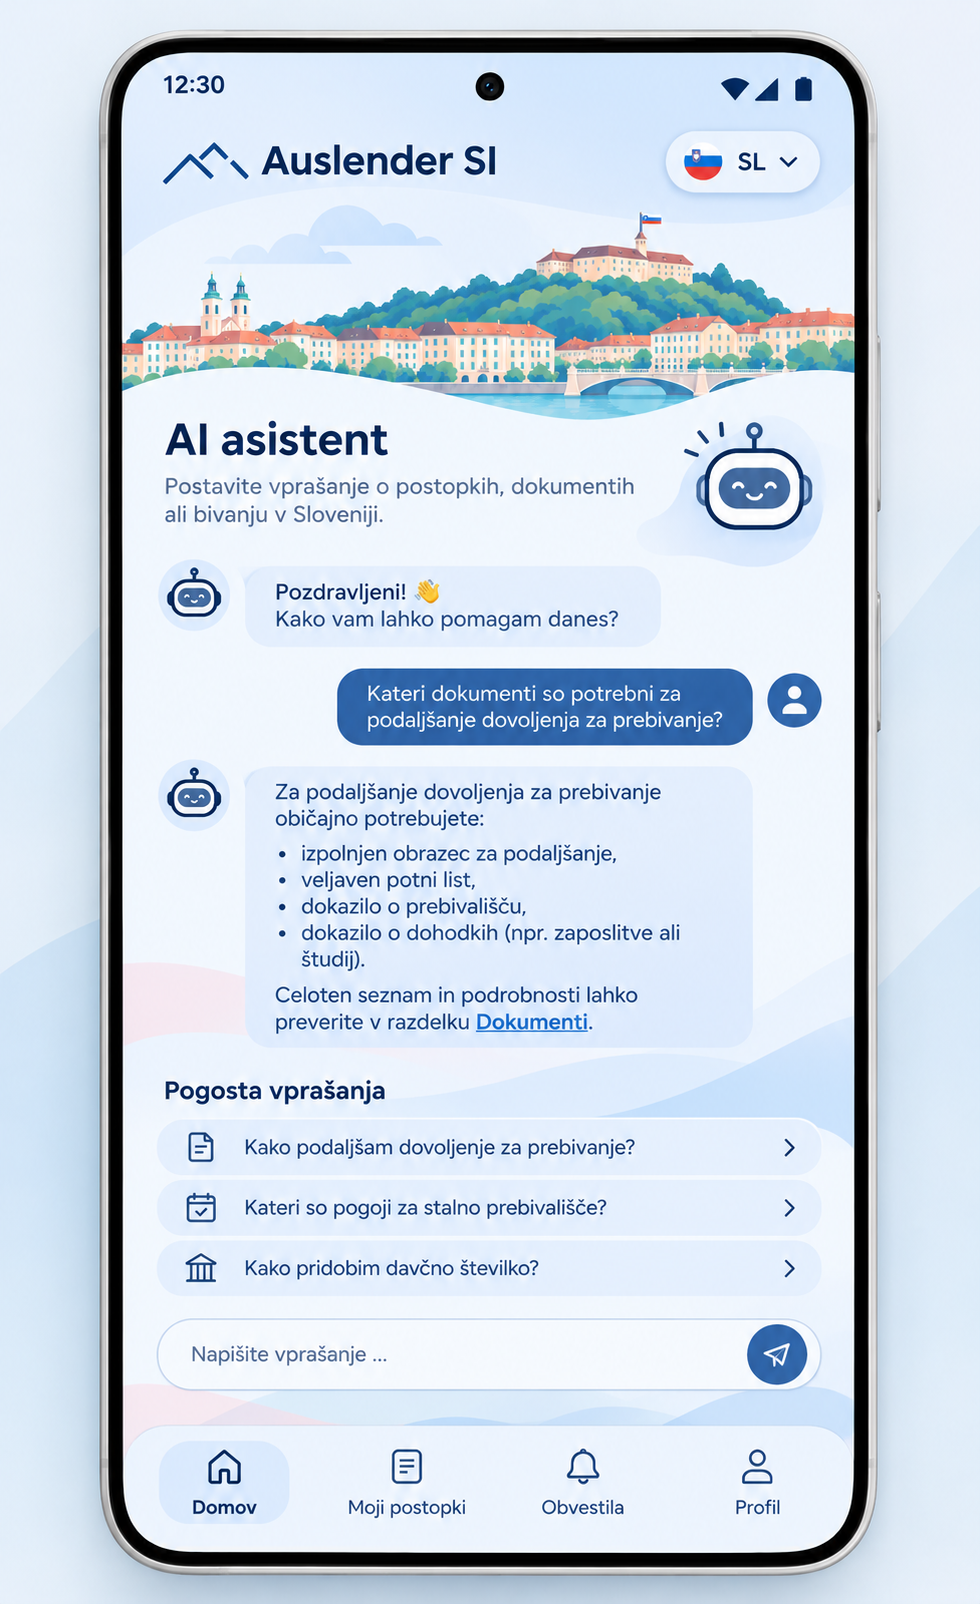 12:30
Auslender SI
SL
AI asistent
Postavite vprašanje o postopkih, dokumentih
ali bivanju v Sloveniji.
Pozdravljeni! 👋
Kako vam lahko pomagam danes?
Kateri dokumenti so potrebni za
podaljšanje dovoljenja za prebivanje?
Za podaljšanje dovoljenja za prebivanje
običajno potrebujete:
• izpolnjen obrazec za podaljšanje,
• veljaven potni list,
• dokazilo o prebivališču,
• dokazilo o dohodkih (npr. zaposlitve ali
študij).
Celoten seznam in podrobnosti lahko
preverite v razdelku Dokumenti.
Pogosta vprašanja
Kako podaljšam dovoljenje za prebivanje?
Kateri so pogoji za stalno prebivališče?
Kako pridobim davčno številko?
Napišite vprašanje ...
Domov
Moji postopki
Obvestila
Profil